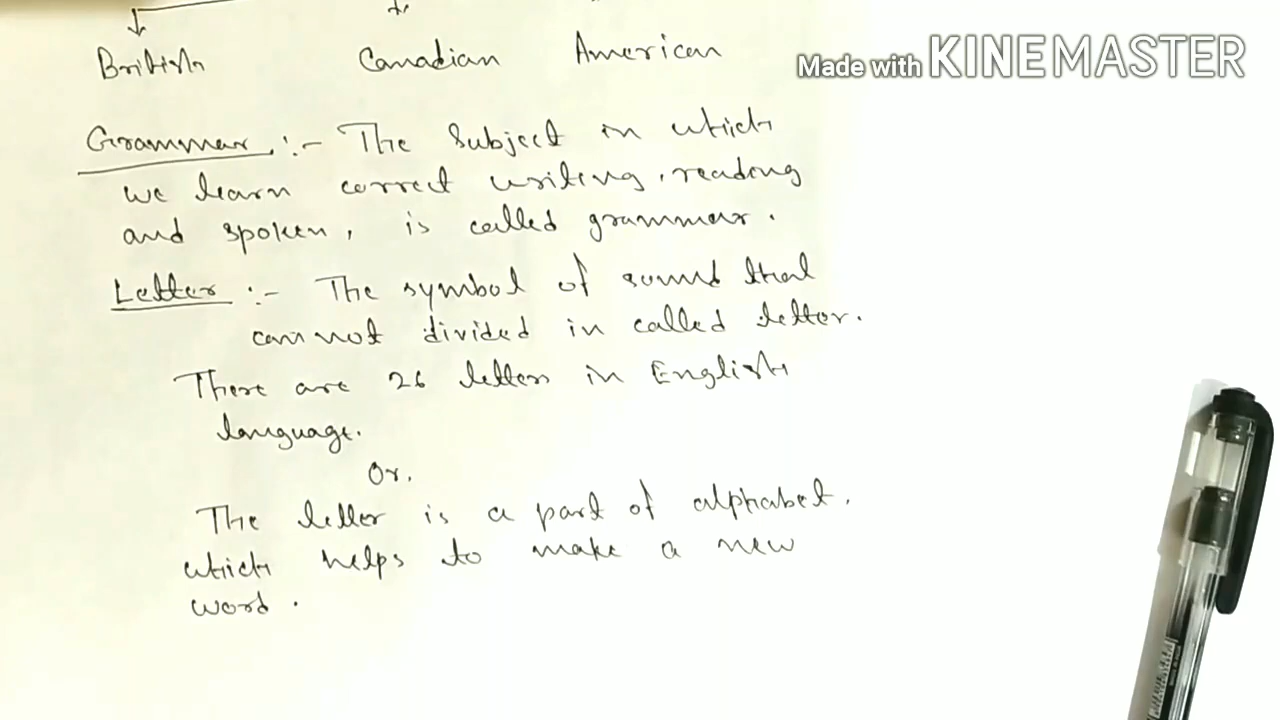 British Canadian American
Made with KINEMASTER
Grammar :- The Subject in which
we learn correct writing, reading
and spoken, is called grammar.
Letter :- The symbol of sound that
can not divided in called letter.
There are 26 letters in English
language.
Or,
The letter is a part of alphabet.
which helps to make a new
word.